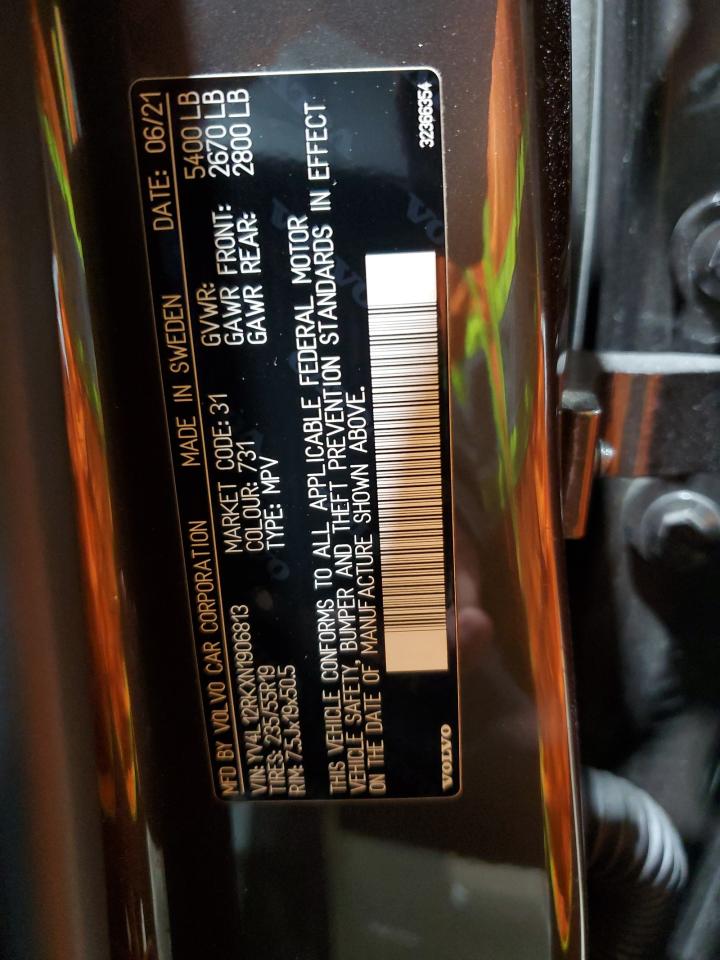 MFD BY VOLVO CAR CORPORATION MADE IN SWEDEN DATE: 06/21
VIN: YV4L12RKXN1906813 MARKET CODE: 31 GVWR: 5400 LB
TIRES: 235/55R19 COLOUR: 731 GAWR FRONT: 2670 LB
RIM: 7.5Jx19x50.5 TYPE: MPV GAWR REAR: 2800 LB
THIS VEHICLE CONFORMS TO ALL APPLICABLE FEDERAL MOTOR
VEHICLE SAFETY, BUMPER AND THEFT PREVENTION STANDARDS IN EFFECT
ON THE DATE OF MANUFACTURE SHOWN ABOVE.
VOLVO 32366354